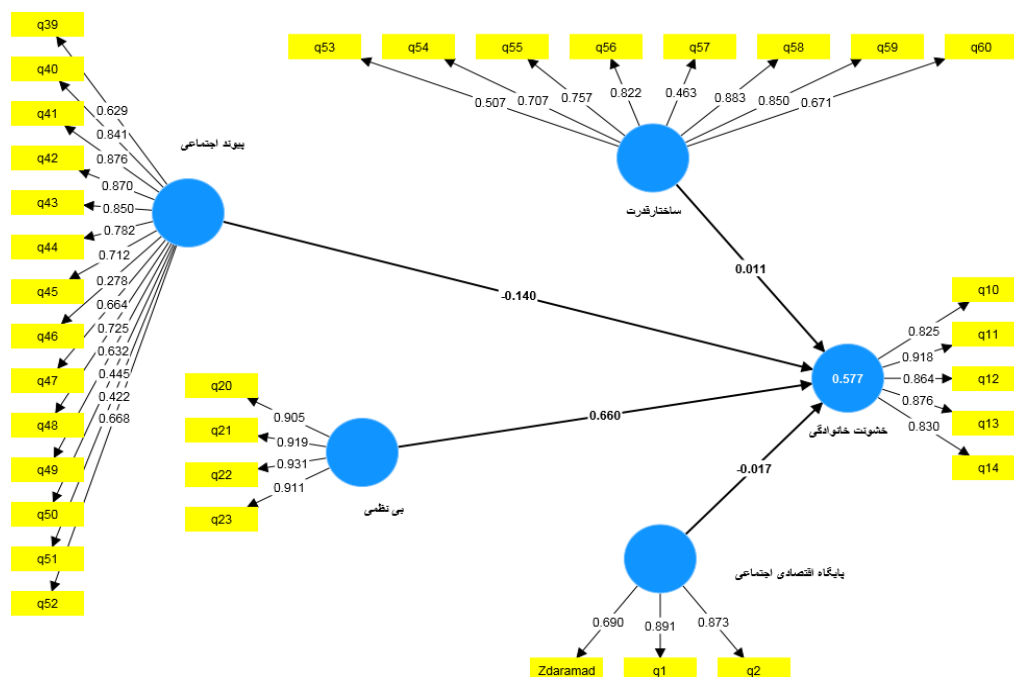 q39
q40
q41
q42
q43
q44
q45
q46
q47
q48
q49
q50
q51
q52
0.629
0.841
0.876
0.870
0.850
0.782
0.712
0.278
0.664
0.725
0.632
0.445
0.422
0.668
پیوند اجتماعی
q53 q54 q55 q56 q57 q58 q59 q60
0.507 0.707 0.757 0.822 0.463 0.883 0.850 0.671
ساختارقدرت
0.011
-0.140
0.660
-0.017
q20
q21
q22
q23
0.905
0.919
0.931
0.911
بی نظمی
0.577
خشونت خانوادگی
0.825
0.918
0.864
0.876
0.830
q10
q11
q12
q13
q14
پایگاه اقتصادی اجتماعی
0.690 0.891 0.873
Zdaramad q1 q2